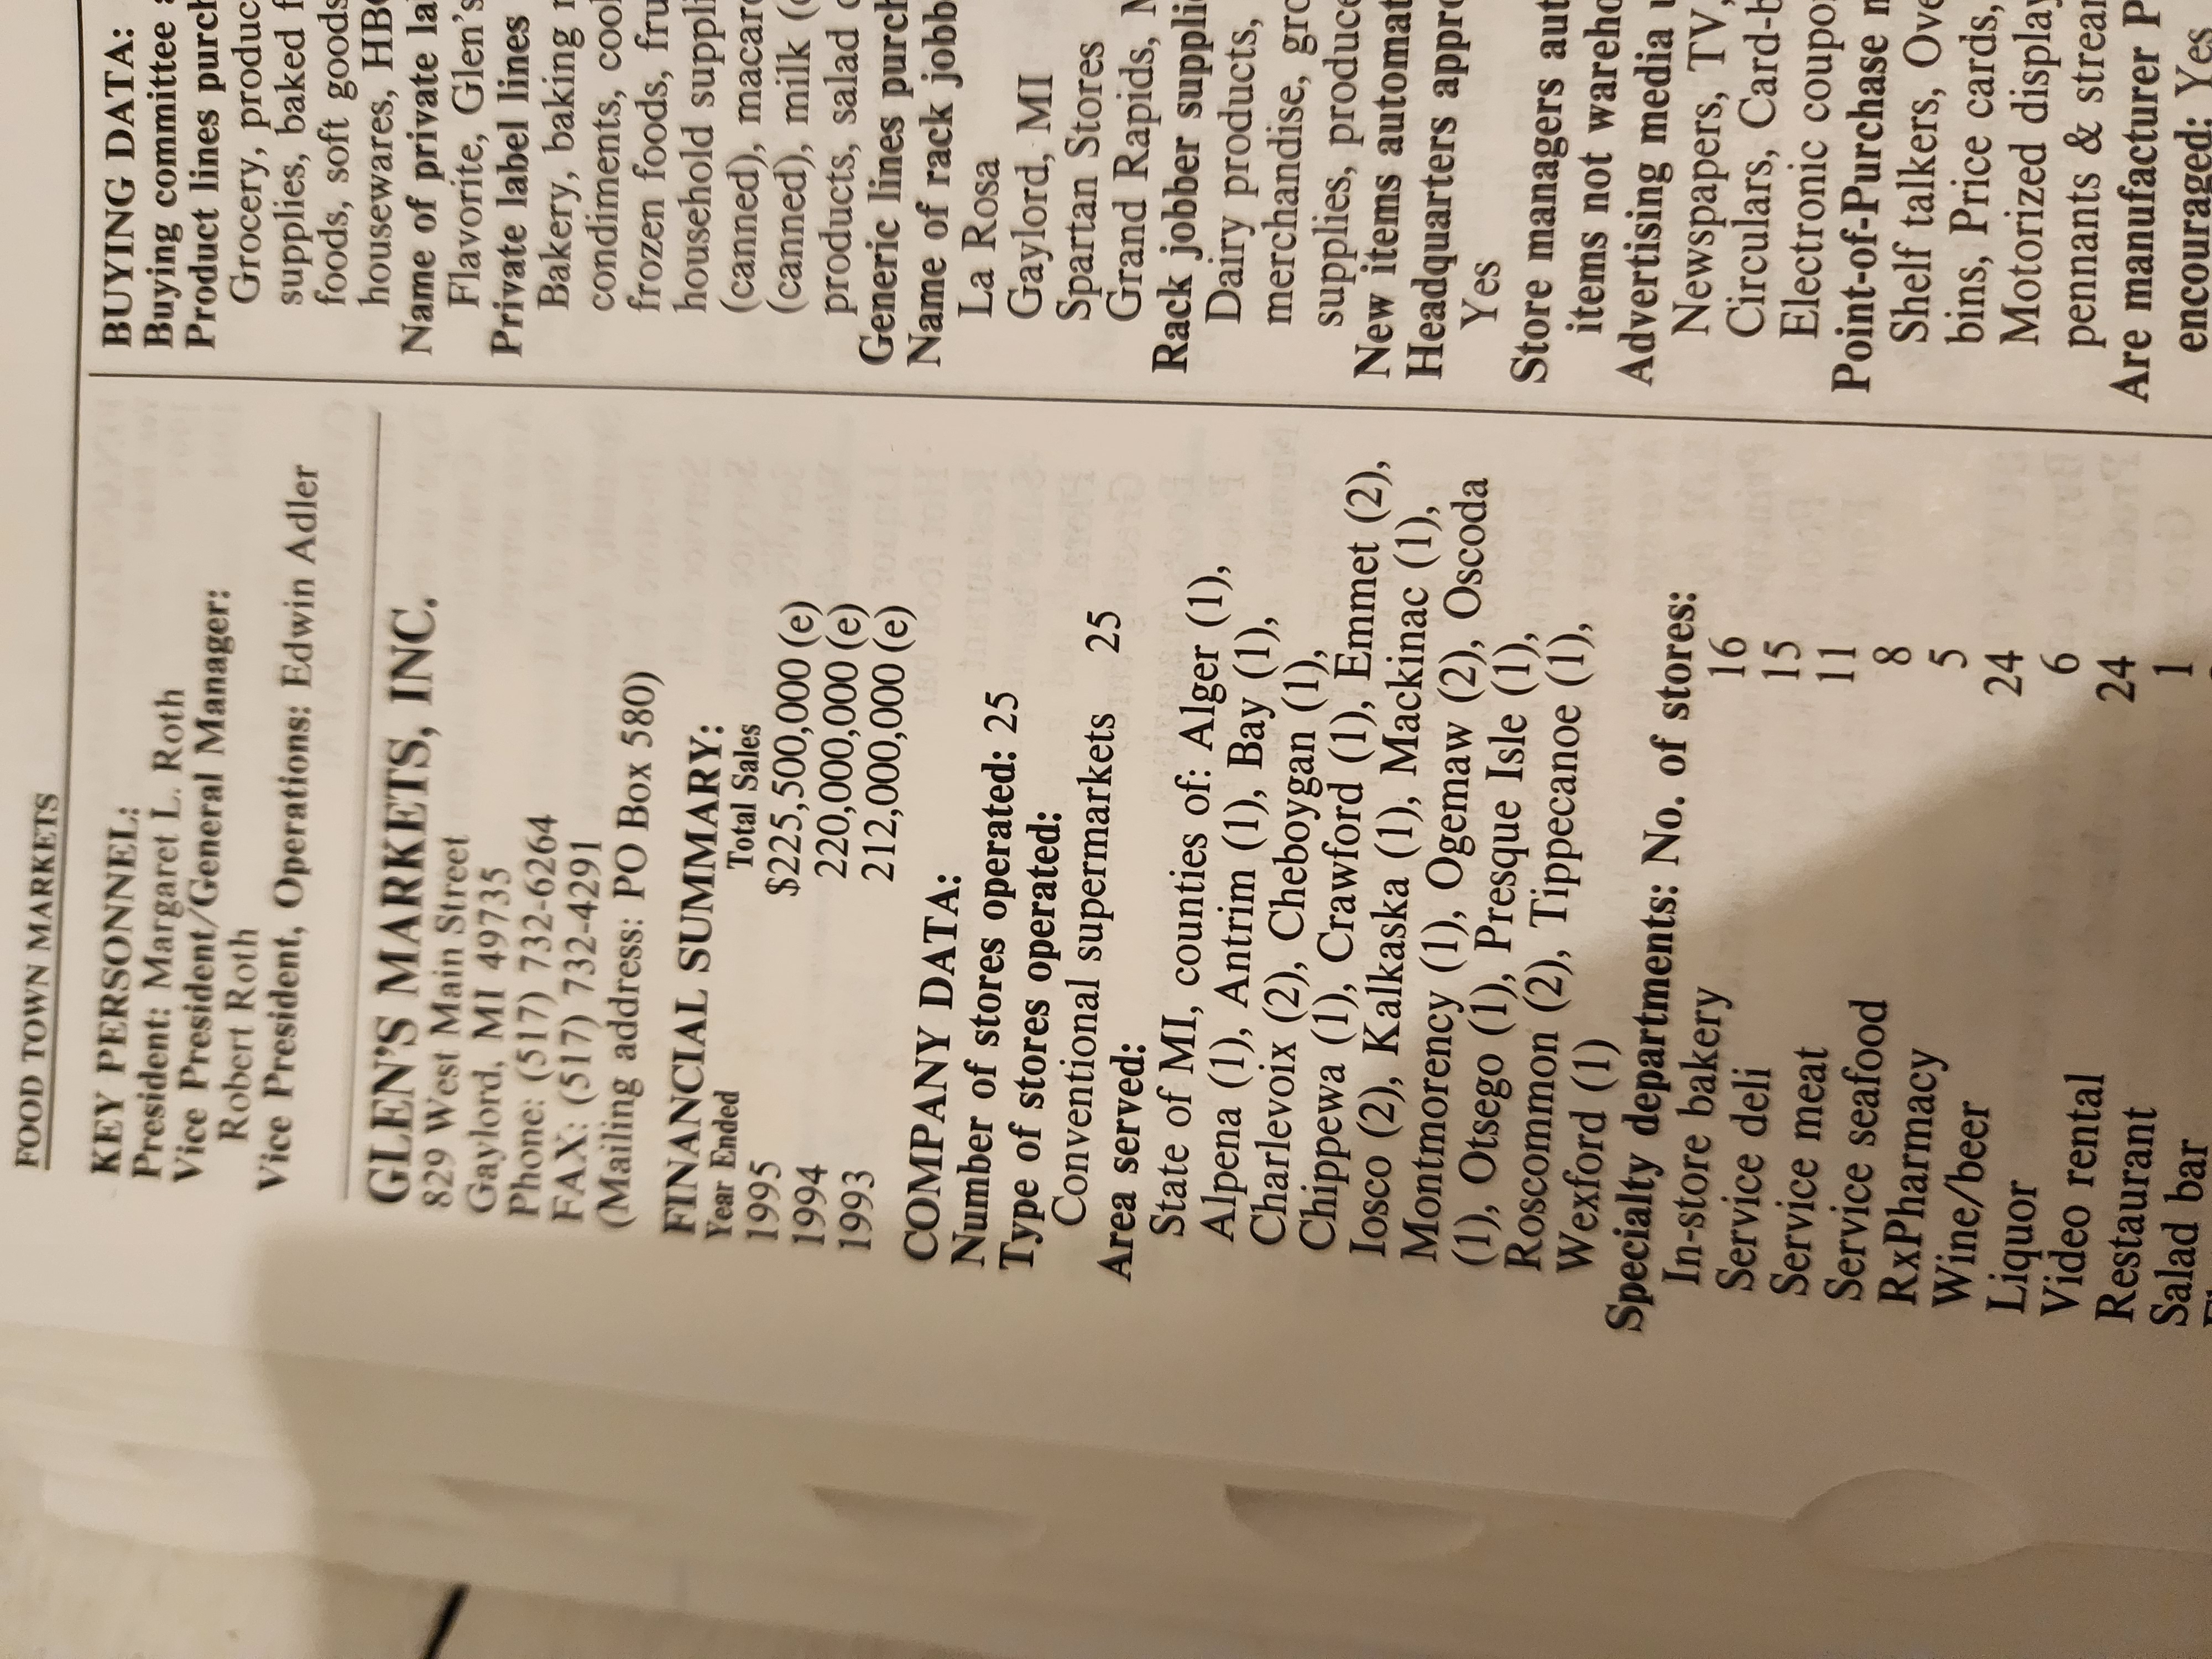 FOOD TOWN MARKETS
KEY PERSONNEL:
President: Margaret L. Roth
Vice President/General Manager:
Robert Roth
Vice President, Operations: Edwin Adler
GLEN'S MARKETS, INC.
829 West Main Street
Gaylord, MI 49735
Phone: (517) 732-6264
FAX: (517) 732-4291
(Mailing address: PO Box 580)
FINANCIAL SUMMARY:
Year Ended Total Sales
1995 $225,500,000 (e)
1994 220,000,000 (e)
1993 212,000,000 (e)
COMPANY DATA:
Number of stores operated: 25
Type of stores operated:
Conventional supermarkets 25
Area served:
State of MI, counties of: Alger (1),
Alpena (1), Antrim (1), Bay (1),
Charlevoix (2), Cheboygan (1),
Chippewa (1), Crawford (1), Emmet (2),
Iosco (2), Kalkaska (1), Mackinac (1),
Montmorency (1), Ogemaw (2), Oscoda
(1), Otsego (1), Presque Isle (1),
Roscommon (2), Tippecanoe (1),
Wexford (1)
Specialty departments: No. of stores:
In-store bakery 16
Service deli 15
Service meat 11
Service seafood 8
RxPharmacy 5
Wine/beer 24
Liquor 6
Video rental 24
Restaurant 1
Salad bar
BUYING DATA:
Buying committee
Product lines purch
Grocery, produc
supplies, baked f
foods, soft goods
housewares, HB
Name of private la
Flavorite, Glen's
Private label lines
Bakery, baking
condiments, coo
frozen foods, fru
household suppl
(canned), macar
(canned), milk (
products, salad
Generic lines purch
Name of rack jobb
La Rosa
Gaylord, MI
Spartan Stores
Grand Rapids, M
Rack jobber suppli
Dairy products,
merchandise, gro
supplies, produce
New items automat
Headquarters appro
Yes
Store managers aut
items not wareho
Advertising media
Newspapers, TV,
Circulars, Card-b
Electronic coupo
Point-of-Purchase
Shelf talkers, Ove
bins, Price cards,
Motorized display
pennants & strea
Are manufacturer P
encouraged: Yes